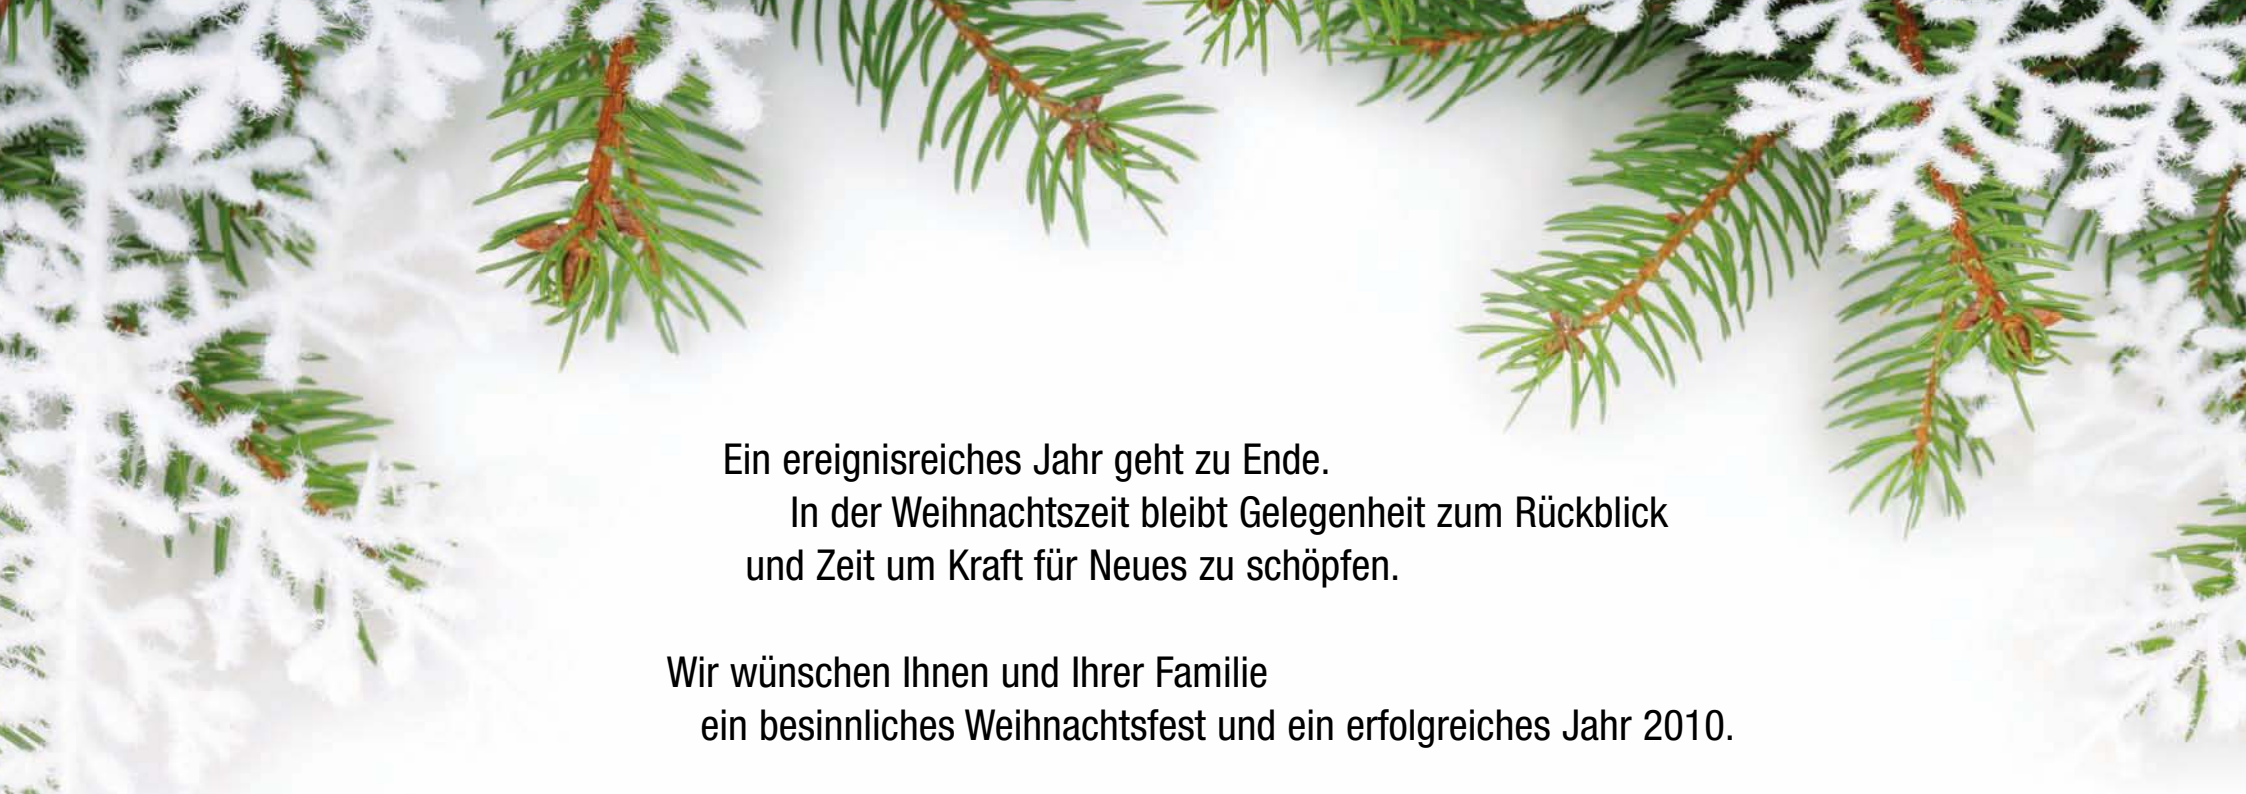 Ein ereignisreiches Jahr geht zu Ende.
In der Weihnachtszeit bleibt Gelegenheit zum Rückblick
und Zeit um Kraft für Neues zu schöpfen.
Wir wünschen Ihnen und Ihrer Familie
ein besinnliches Weihnachtsfest und ein erfolgreiches Jahr 2010.